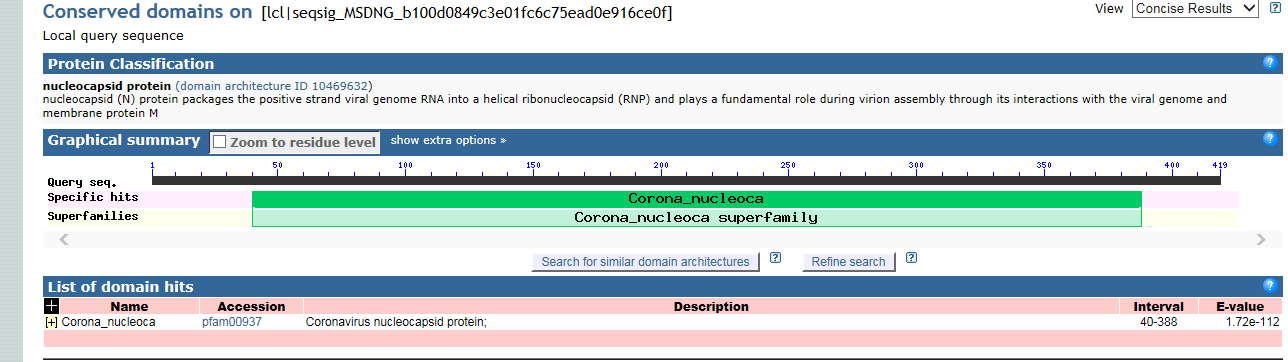 Conserved domains on [lcl|seqsig_MSDNG_b100d0849c3e01fc6c75ead0e916ce0f]
View Concise Results ?
Local query sequence
Protein Classification ?
nucleocapsid protein (domain architecture ID 10469632)
nucleocapsid (N) protein packages the positive strand viral genome RNA into a helical ribonucleocapsid (RNP) and plays a fundamental role during virion assembly through its interactions with the viral genome and
membrane protein M
Graphical summary Zoom to residue level show extra options » ?
1 50 100 150 200 250 300 350 400 419
Query seq.
Specific hits Corona_nucleoca
Superfamilies Corona_nucleoca superfamily
Search for similar domain architectures ? Refine search ?
List of domain hits ?
+ Name Accession Description Interval E-value
[+] Corona_nucleoca pfam00937 Coronavirus nucleocapsid protein; 40-388 1.72e-112